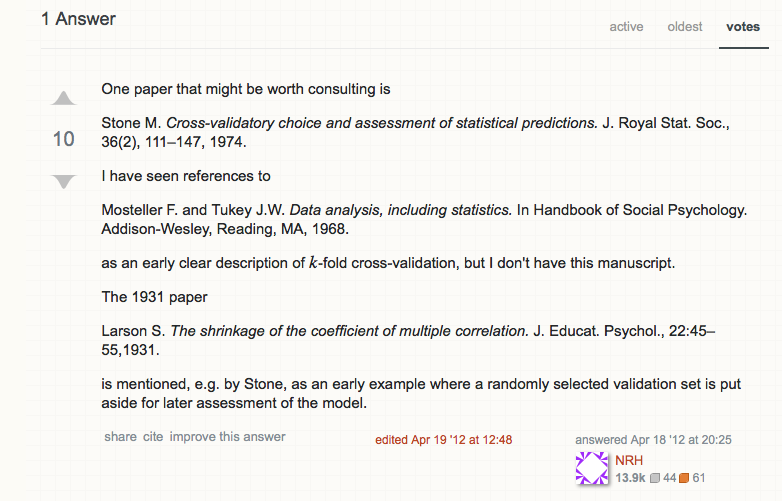 1 Answer
active oldest votes
One paper that might be worth consulting is
10
Stone M. Cross-validatory choice and assessment of statistical predictions. J. Royal Stat. Soc.,
36(2), 111–147, 1974.
I have seen references to
Mosteller F. and Tukey J.W. Data analysis, including statistics. In Handbook of Social Psychology.
Addison-Wesley, Reading, MA, 1968.
as an early clear description of k-fold cross-validation, but I don't have this manuscript.
The 1931 paper
Larson S. The shrinkage of the coefficient of multiple correlation. J. Educat. Psychol., 22:45–
55,1931.
is mentioned, e.g. by Stone, as an early example where a randomly selected validation set is put
aside for later assessment of the model.
share cite improve this answer
edited Apr 19 '12 at 12:48
answered Apr 18 '12 at 20:25
NRH
13.9k 44 61